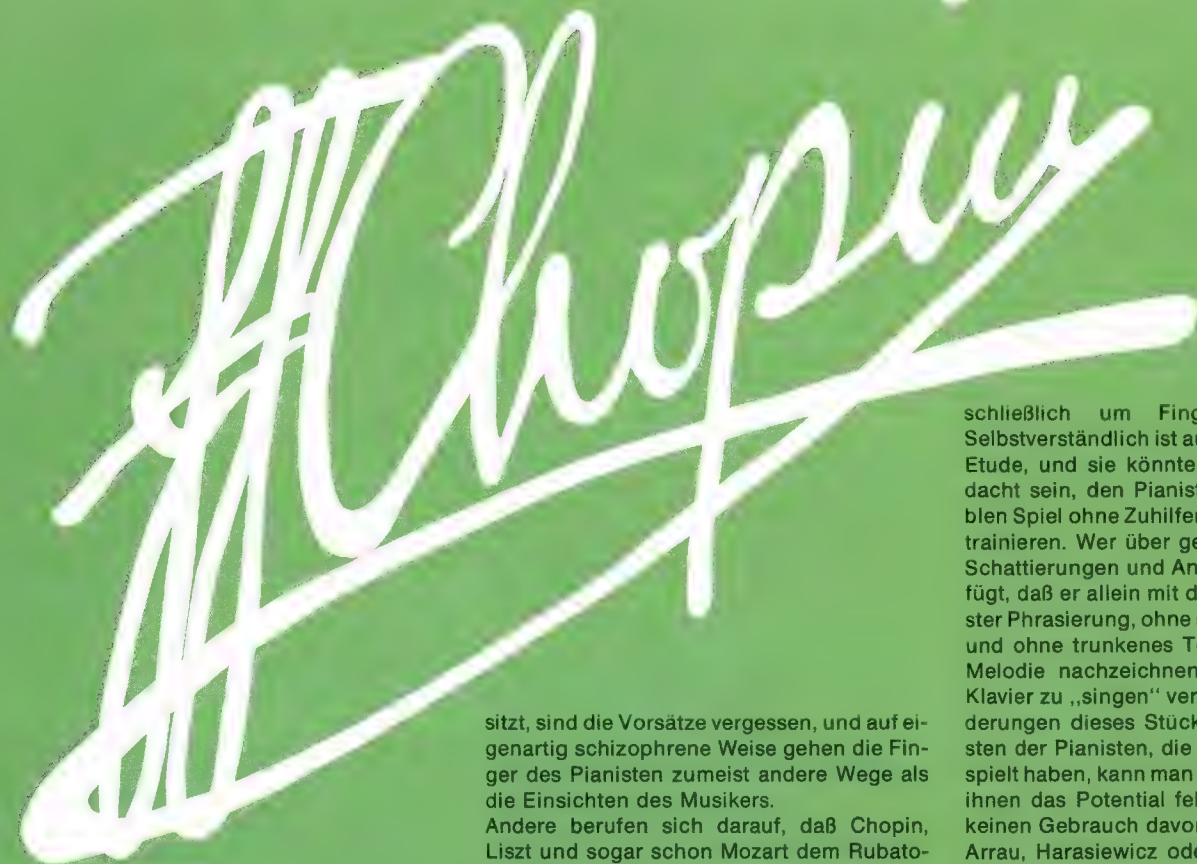 Chopin
sitzt, sind die Vorsätze vergessen, und auf ei-
genartig schizophrene Weise gehen die Fin-
ger des Pianisten zumeist andere Wege als
die Einsichten des Musikers.
Andere berufen sich darauf, daß Chopin,
Liszt und sogar schon Mozart dem Rubato-
schließlich um Fing
Selbstverständlich ist a
Etude, und sie könnte
dacht sein, den Pianist
blen Spiel ohne Zuhilfe
trainieren. Wer über ge
Schattierungen und An
fügt, daß er allein mit d
ster Phrasierung, ohne
und ohne trunkenes T
Melodie nachzeichnen
Klavier zu „singen“ ver
derungen dieses Stück
sten der Pianisten, die
spielt haben, kann man
ihnen das Potential fe
keinen Gebrauch davo
Arrau, Harasiewicz od